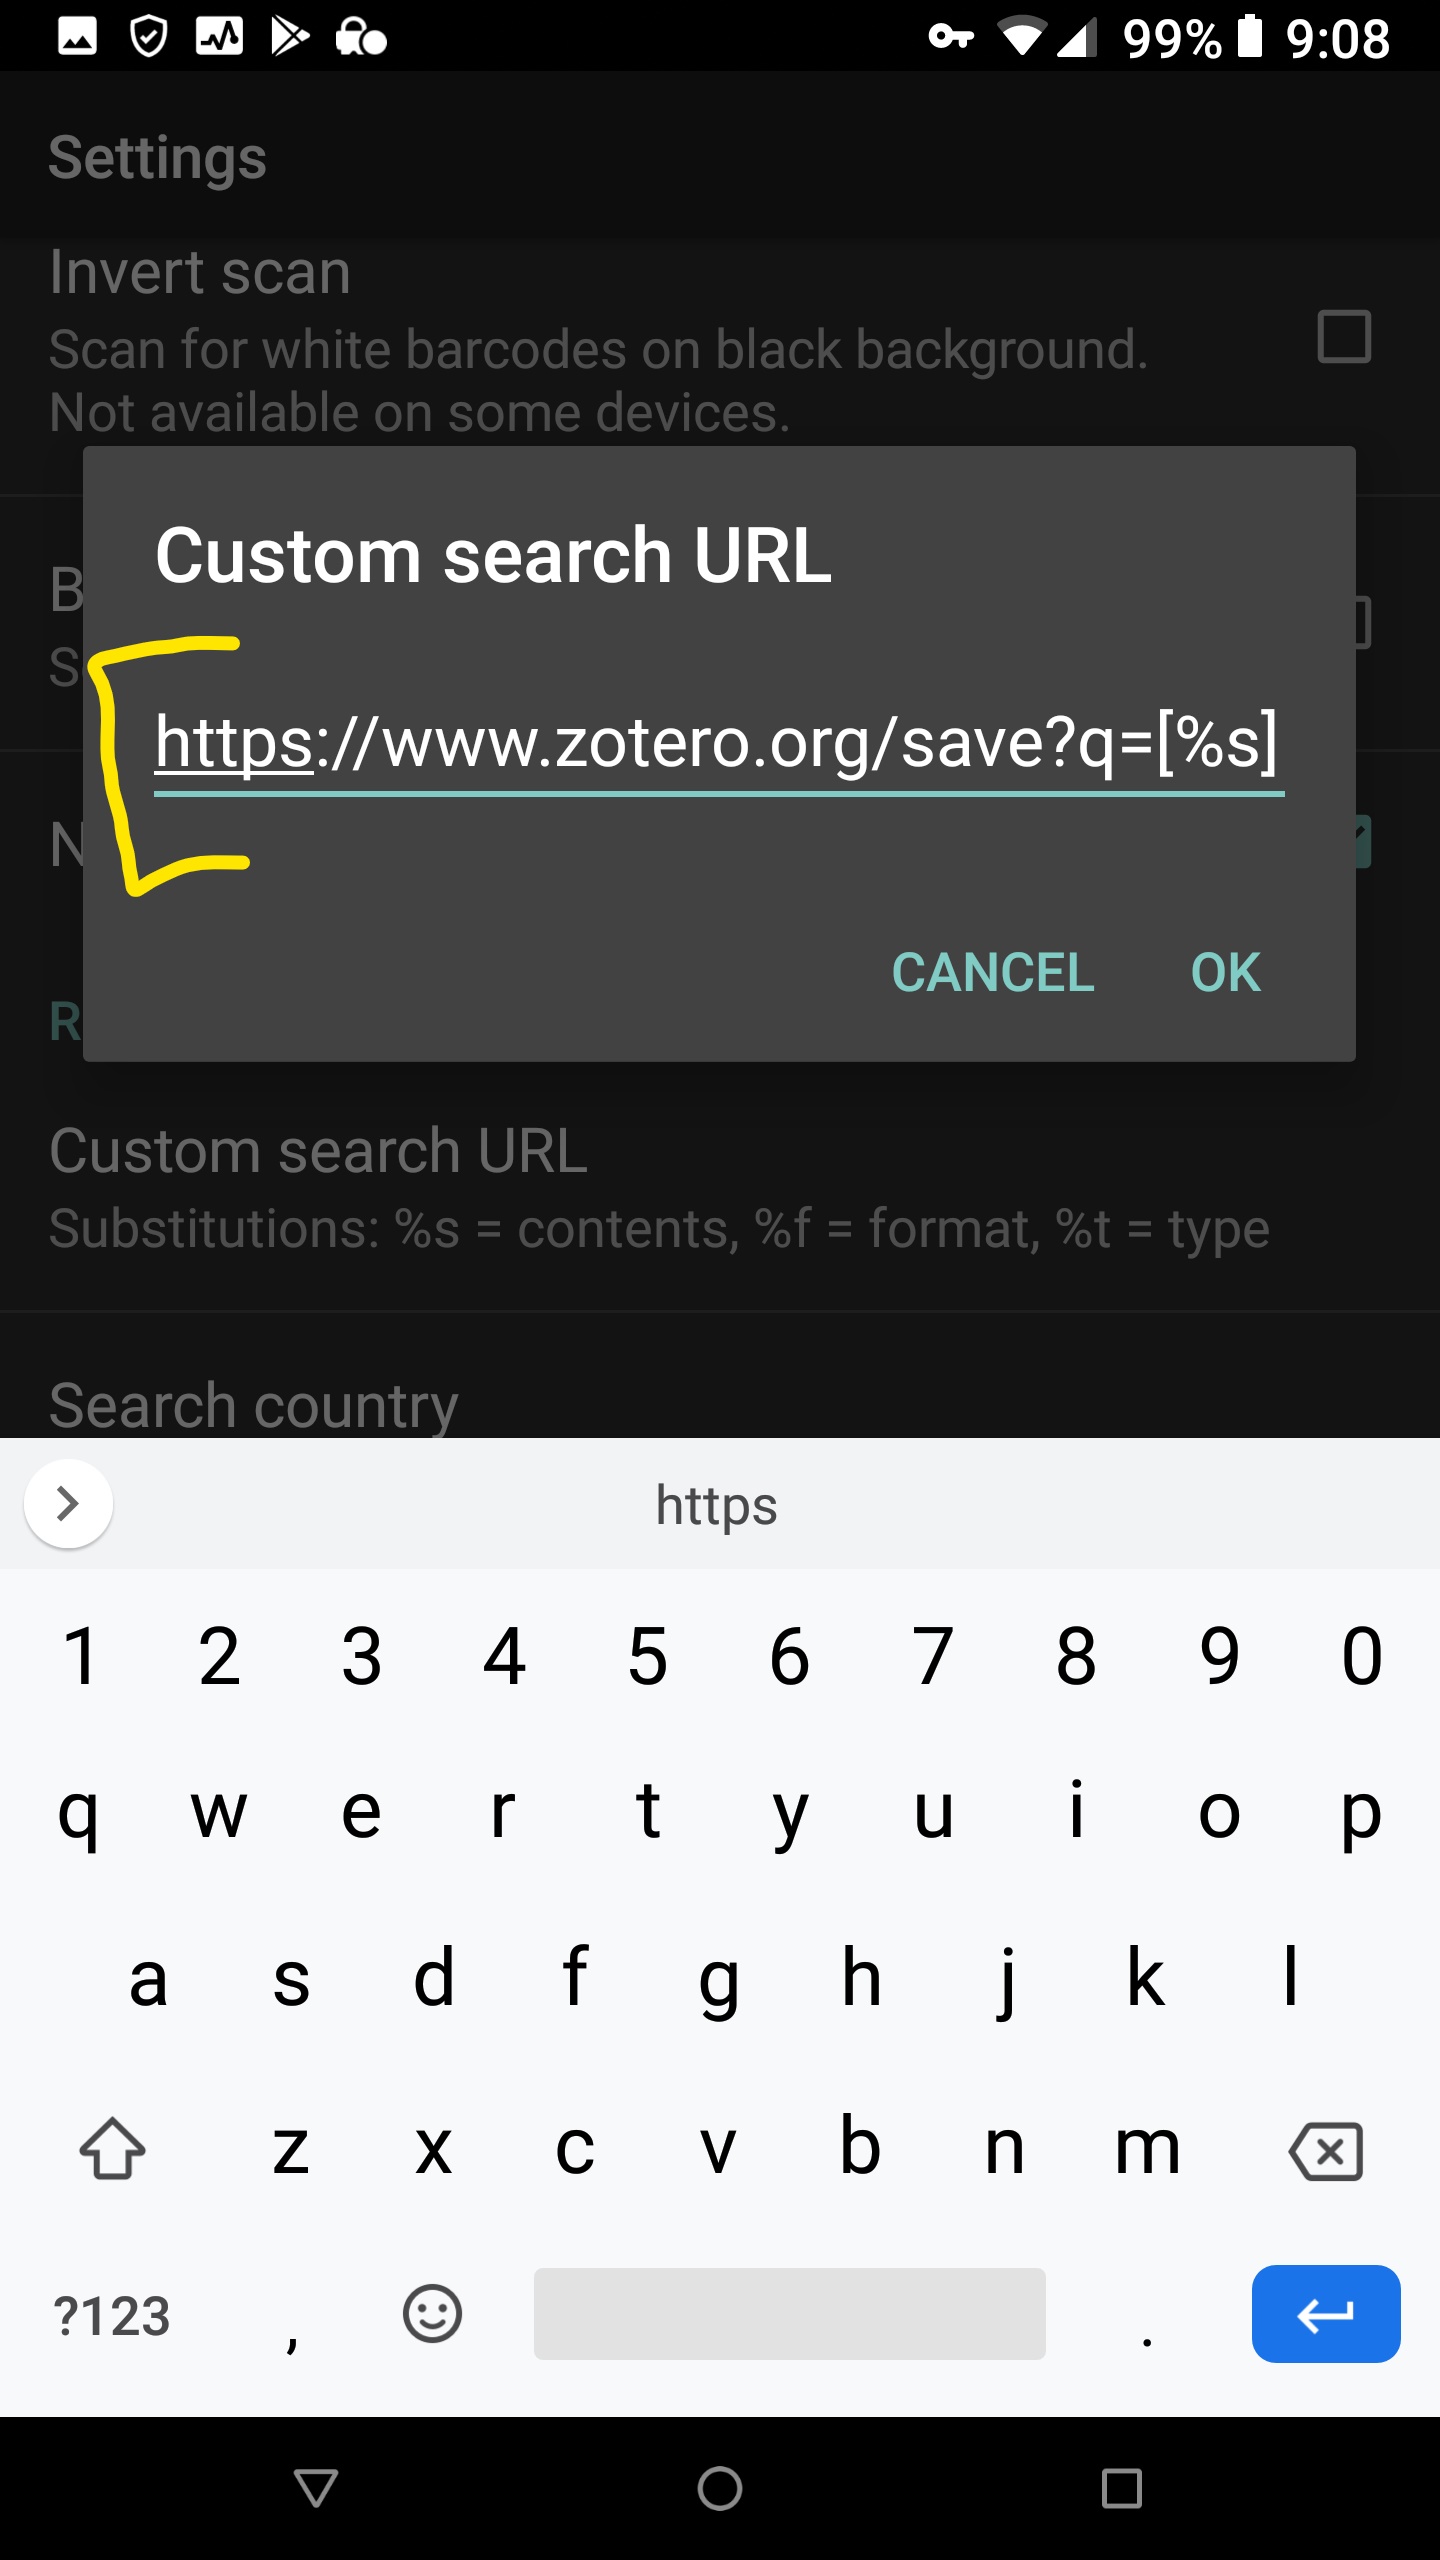 99% 9:08
Settings
Invert scan
Scan for white barcodes on black background.
Not available on some devices.
Custom search URL
https://www.zotero.org/save?q=[%s]
CANCEL OK
Custom search URL
Substitutions: %s = contents, %f = format, %t = type
Search country
https
1 2 3 4 5 6 7 8 9 0
q w e r t y u i o p
a s d f g h j k l
z x c v b n m
?123 , .